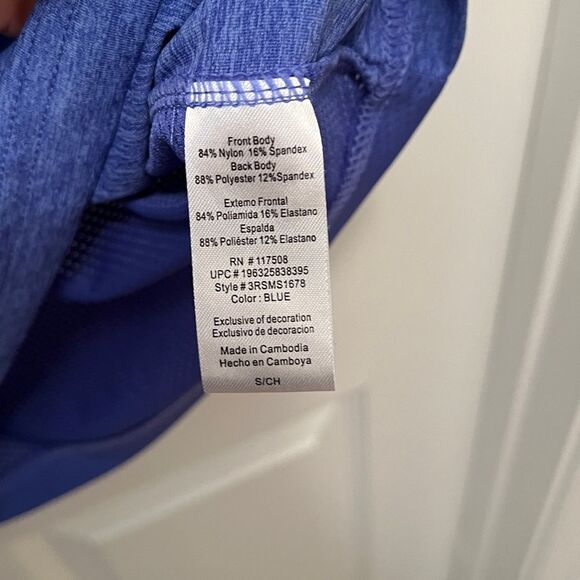 Front Body
84% Nylon 16% Spandex
Back Body
88% Polyester 12%Spandex
Externo Frontal
84% Poliamida 16% Elastano
Espalda
88% Poliéster 12% Elastano
RN # 117508
UPC # 196325838395
Style # 3RSMS1678
Color : BLUE
Exclusive of decoration
Exclusivo de decoracion
Made in Cambodia
Hecho en Camboya
S/CH